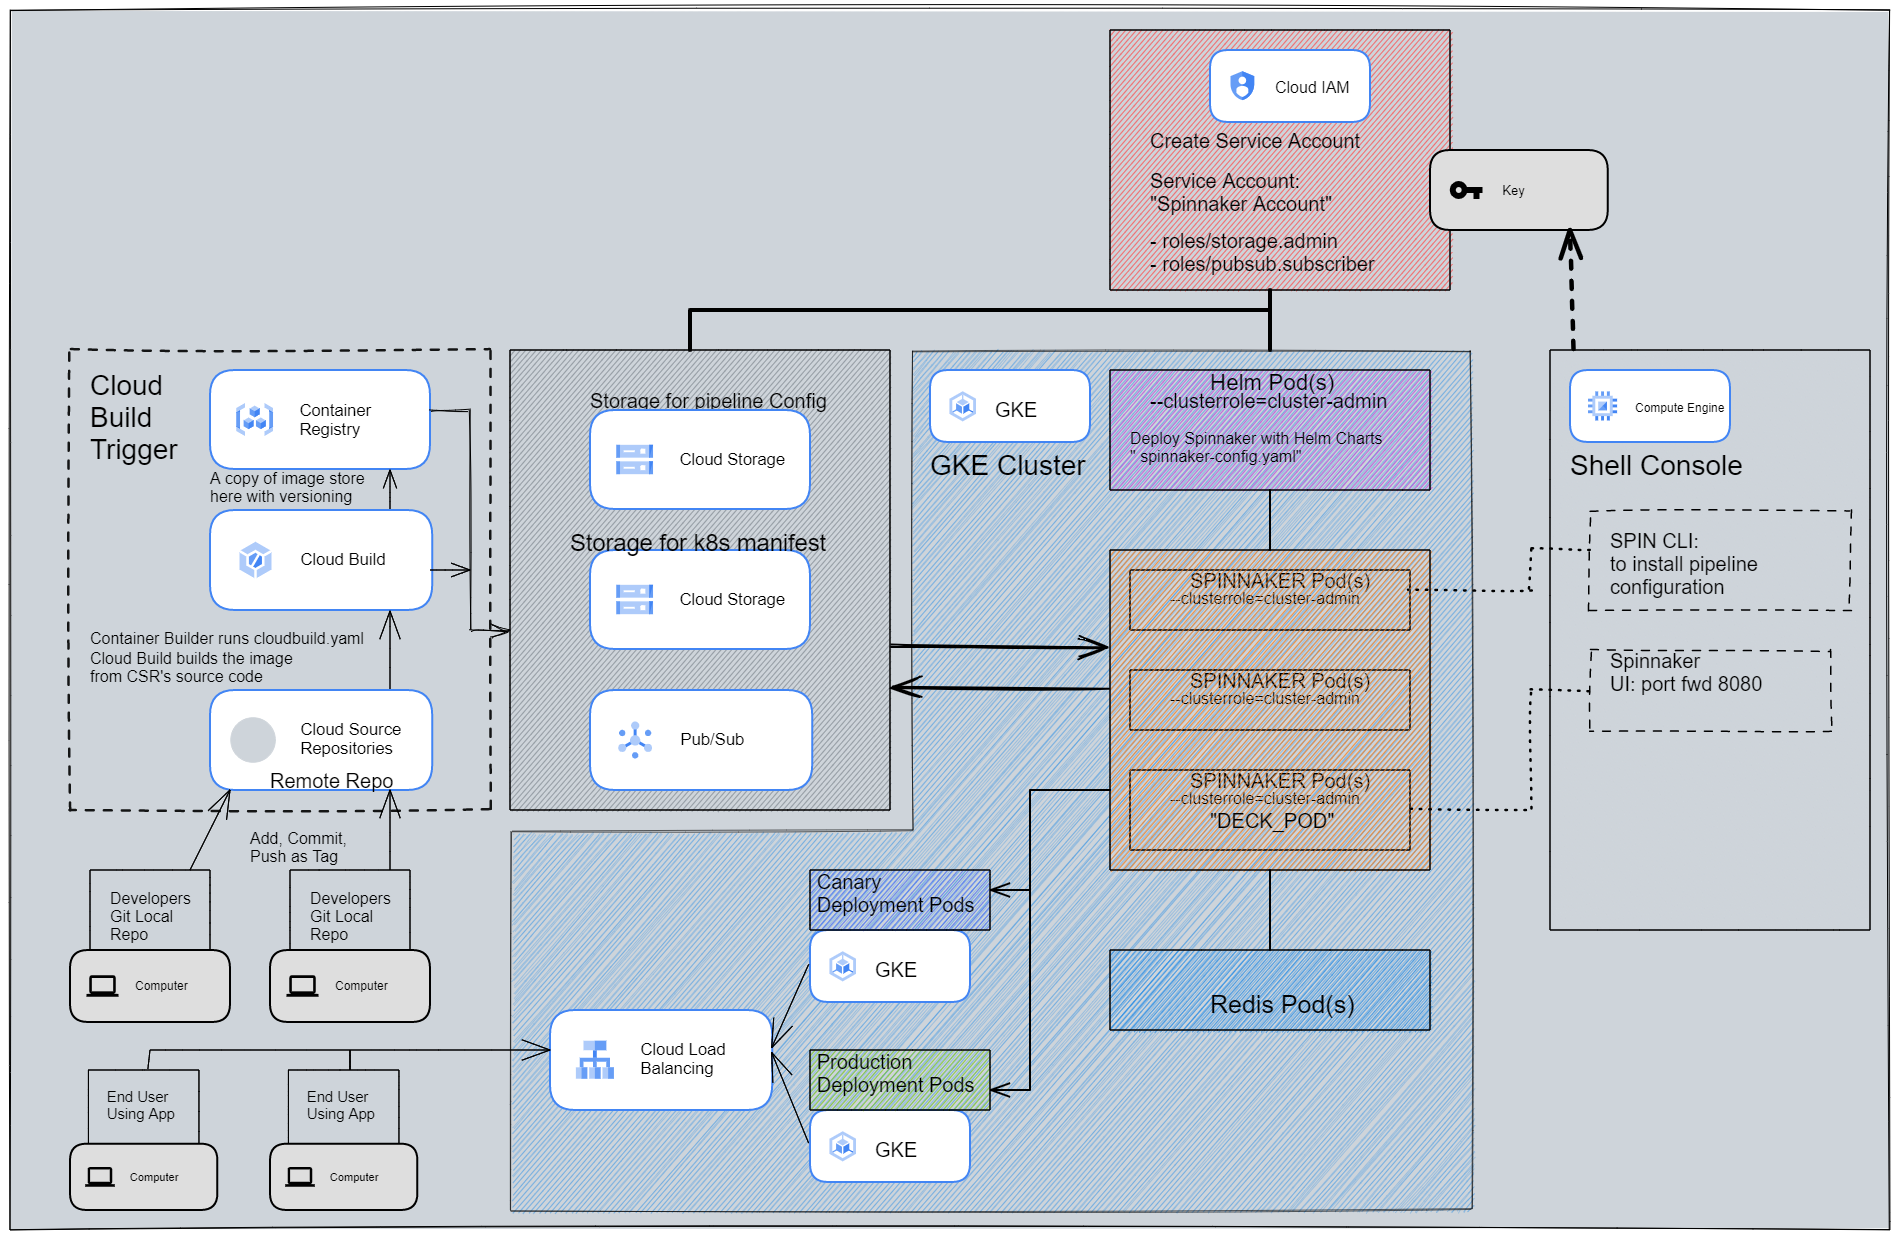 Cloud IAM
Create Service Account
Service Account:
"Spinnaker Account"
- roles/storage.admin
- roles/pubsub.subscriber
Key
Cloud
Build
Trigger
Container
Registry
A copy of image store
here with versioning
Cloud Build
Container Builder runs cloudbuild.yaml
Cloud Build builds the image
from CSR's source code
Cloud Source
Repositories
Remote Repo
Add, Commit,
Push as Tag
Developers
Git Local
Repo
Computer
Developers
Git Local
Repo
Computer
End User
Using App
Computer
End User
Using App
Computer
Storage for pipeline Config
Cloud Storage
Storage for k8s manifest
Cloud Storage
Pub/Sub
GKE
GKE Cluster
Helm Pod(s)
--clusterrole=cluster-admin
Deploy Spinnaker with Helm Charts
" spinnaker-config.yaml"
SPINNAKER Pod(s)
--clusterrole=cluster-admin
SPINNAKER Pod(s)
--clusterrole=cluster-admin
SPINNAKER Pod(s)
--clusterrole=cluster-admin
"DECK_POD"
Redis Pod(s)
Canary
Deployment Pods
GKE
Cloud Load
Balancing
Production
Deployment Pods
GKE
Compute Engine
Shell Console
SPIN CLI:
to install pipeline
configuration
Spinnaker
UI: port fwd 8080